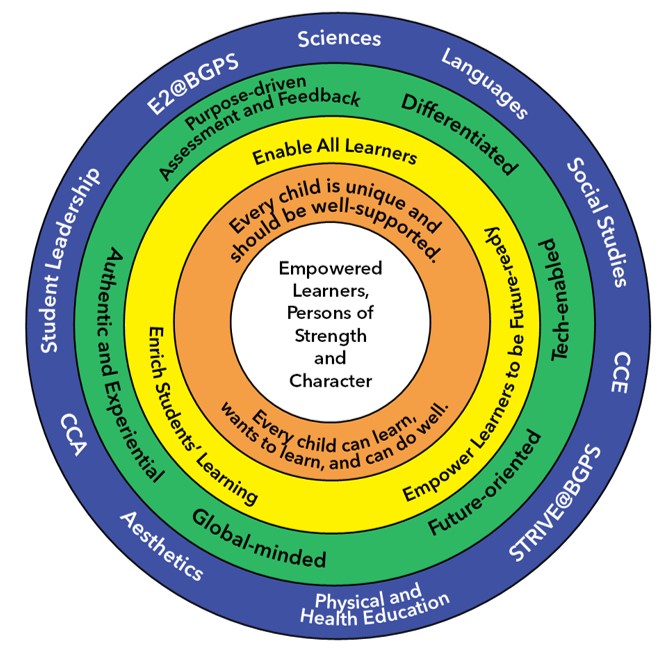 Sciences
Languages
Social Studies
CCE
STRIVE@BGPS
Physical and
Health Education
Aesthetics
CCA
Student Leadership
E2@BGPS
Purpose-driven
Assessment and Feedback
Differentiated
Tech-enabled
Future-oriented
Global-minded
Authentic and Experiential
Enable All Learners
Empower Learners to be Future-ready
Enrich Students' Learning
Every child is unique and
should be well-supported.
Every child can learn,
wants to learn, and can do well.
Empowered
Learners,
Persons of
Strength
and
Character